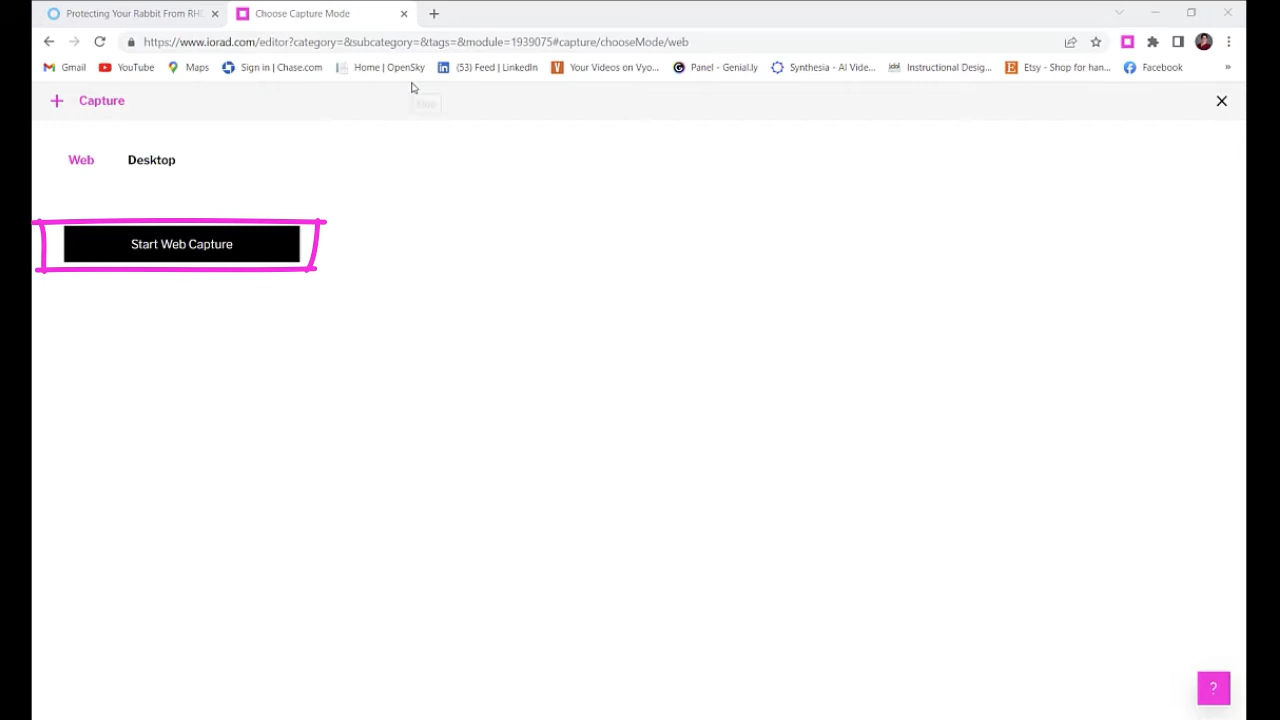 Protecting Your Rabbit From RHD
Choose Capture Mode
https://www.iorad.com/editor?category=&subcategory=&tags=&module=1939075#capture/chooseMode/web
Gmail YouTube Maps Sign in | Chase.com Home | OpenSky (53) Feed | LinkedIn Your Videos on Vyo... Panel - Genial.ly Synthesia - AI Vide... Instructional Desig... Etsy - Shop for han... Facebook »
+ Capture
Web Desktop
Start Web Capture
?